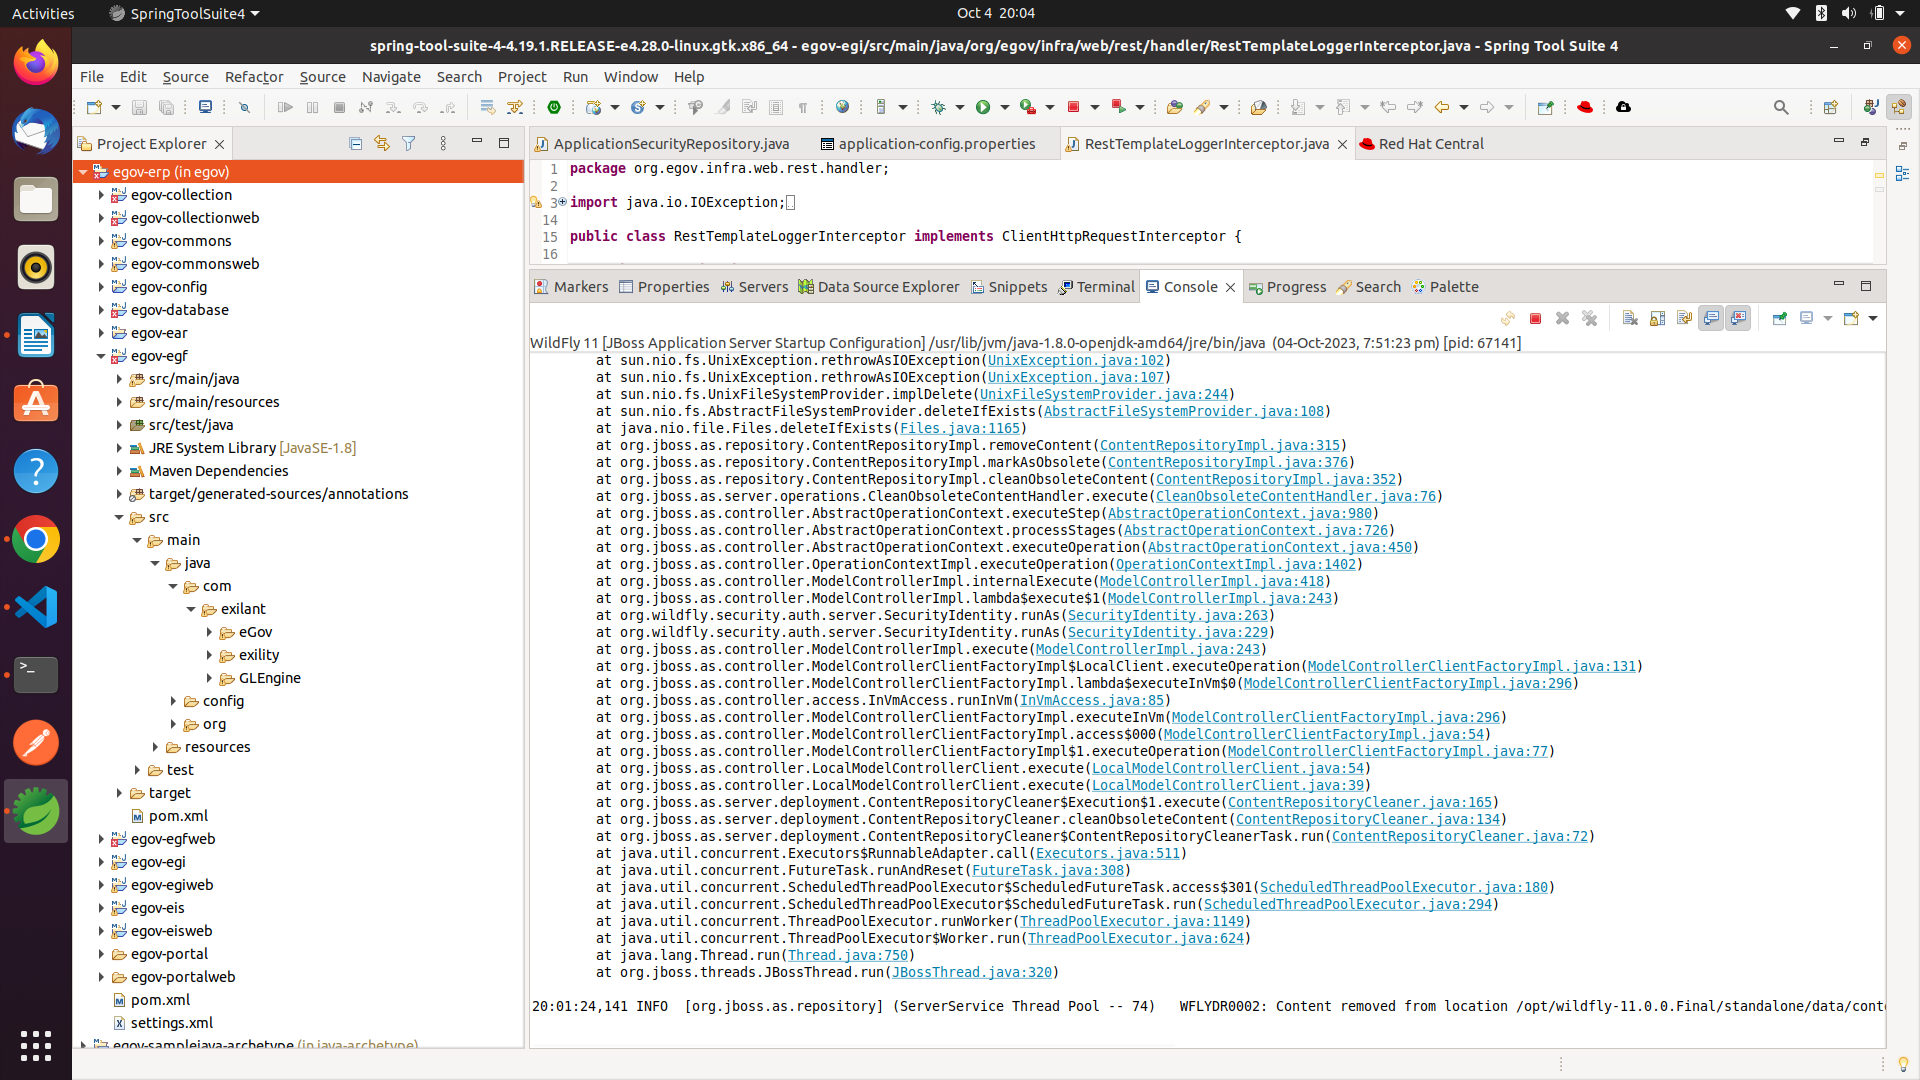 Activities
SpringToolSuite4
Oct 4 20:04
spring-tool-suite-4-4.19.1.RELEASE-e4.28.0-linux.gtk.x86_64 - egov-egi/src/main/java/org/egov/infra/web/rest/handler/RestTemplateLoggerInterceptor.java - Spring Tool Suite 4
File Edit Source Refactor Source Navigate Search Project Run Window Help
Project Explorer
egov-erp (in egov)
egov-collection
egov-collectionweb
egov-commons
egov-commonsweb
egov-config
egov-database
egov-ear
egov-egf
src/main/java
src/main/resources
src/test/java
JRE System Library [JavaSE-1.8]
Maven Dependencies
target/generated-sources/annotations
src
main
java
com
exilant
eGov
exility
GLEngine
config
org
resources
test
target
pom.xml
egov-egfweb
egov-egi
egov-egiweb
egov-eis
egov-eisweb
egov-portal
egov-portalweb
pom.xml
settings.xml
egov-samplejava-archetype (in java-archetype)
ApplicationSecurityRepository.java
application-config.properties
RestTemplateLoggerInterceptor.java
Red Hat Central
1 package org.egov.infra.web.rest.handler;
2
3 import java.io.IOException;
14
15 public class RestTemplateLoggerInterceptor implements ClientHttpRequestInterceptor {
16
Markers Properties Servers Data Source Explorer Snippets Terminal Console Progress Search Palette
WildFly 11 [JBoss Application Server Startup Configuration] /usr/lib/jvm/java-1.8.0-openjdk-amd64/jre/bin/java (04-Oct-2023, 7:51:23 pm) [pid: 67141]
at sun.nio.fs.UnixException.rethrowAsIOException(UnixException.java:102)
at sun.nio.fs.UnixException.rethrowAsIOException(UnixException.java:107)
at sun.nio.fs.UnixFileSystemProvider.implDelete(UnixFileSystemProvider.java:244)
at sun.nio.fs.AbstractFileSystemProvider.deleteIfExists(AbstractFileSystemProvider.java:108)
at java.nio.file.Files.deleteIfExists(Files.java:1165)
at org.jboss.as.repository.ContentRepositoryImpl.removeContent(ContentRepositoryImpl.java:315)
at org.jboss.as.repository.ContentRepositoryImpl.markAsObsolete(ContentRepositoryImpl.java:376)
at org.jboss.as.repository.ContentRepositoryImpl.cleanObsoleteContent(ContentRepositoryImpl.java:352)
at org.jboss.as.server.operations.CleanObsoleteContentHandler.execute(CleanObsoleteContentHandler.java:76)
at org.jboss.as.controller.AbstractOperationContext.executeStep(AbstractOperationContext.java:980)
at org.jboss.as.controller.AbstractOperationContext.processStages(AbstractOperationContext.java:726)
at org.jboss.as.controller.AbstractOperationContext.executeOperation(AbstractOperationContext.java:450)
at org.jboss.as.controller.OperationContextImpl.executeOperation(OperationContextImpl.java:1402)
at org.jboss.as.controller.ModelControllerImpl.internalExecute(ModelControllerImpl.java:418)
at org.jboss.as.controller.ModelControllerImpl.lambda$execute$1(ModelControllerImpl.java:243)
at org.wildfly.security.auth.server.SecurityIdentity.runAs(SecurityIdentity.java:263)
at org.wildfly.security.auth.server.SecurityIdentity.runAs(SecurityIdentity.java:229)
at org.jboss.as.controller.ModelControllerImpl.execute(ModelControllerImpl.java:243)
at org.jboss.as.controller.ModelControllerClientFactoryImpl$LocalClient.executeOperation(ModelControllerClientFactoryImpl.java:131)
at org.jboss.as.controller.ModelControllerClientFactoryImpl.lambda$executeInVm$0(ModelControllerClientFactoryImpl.java:296)
at org.jboss.as.controller.access.InVmAccess.runInVm(InVmAccess.java:85)
at org.jboss.as.controller.ModelControllerClientFactoryImpl.executeInVm(ModelControllerClientFactoryImpl.java:296)
at org.jboss.as.controller.ModelControllerClientFactoryImpl.access$000(ModelControllerClientFactoryImpl.java:54)
at org.jboss.as.controller.ModelControllerClientFactoryImpl$1.executeOperation(ModelControllerClientFactoryImpl.java:77)
at org.jboss.as.controller.LocalModelControllerClient.execute(LocalModelControllerClient.java:54)
at org.jboss.as.controller.LocalModelControllerClient.execute(LocalModelControllerClient.java:39)
at org.jboss.as.server.deployment.ContentRepositoryCleaner$Execution$1.execute(ContentRepositoryCleaner.java:165)
at org.jboss.as.server.deployment.ContentRepositoryCleaner.cleanObsoleteContent(ContentRepositoryCleaner.java:134)
at org.jboss.as.server.deployment.ContentRepositoryCleaner$ContentRepositoryCleanerTask.run(ContentRepositoryCleaner.java:72)
at java.util.concurrent.Executors$RunnableAdapter.call(Executors.java:511)
at java.util.concurrent.FutureTask.runAndReset(FutureTask.java:308)
at java.util.concurrent.ScheduledThreadPoolExecutor$ScheduledFutureTask.access$301(ScheduledThreadPoolExecutor.java:180)
at java.util.concurrent.ScheduledThreadPoolExecutor$ScheduledFutureTask.run(ScheduledThreadPoolExecutor.java:294)
at java.util.concurrent.ThreadPoolExecutor.runWorker(ThreadPoolExecutor.java:1149)
at java.util.concurrent.ThreadPoolExecutor$Worker.run(ThreadPoolExecutor.java:624)
at java.lang.Thread.run(Thread.java:750)
at org.jboss.threads.JBossThread.run(JBossThread.java:320)
20:01:24,141 INFO [org.jboss.as.repository] (ServerService Thread Pool -- 74) WFLYDR0002: Content removed from location /opt/wildfly-11.0.0.Final/standalone/data/conte